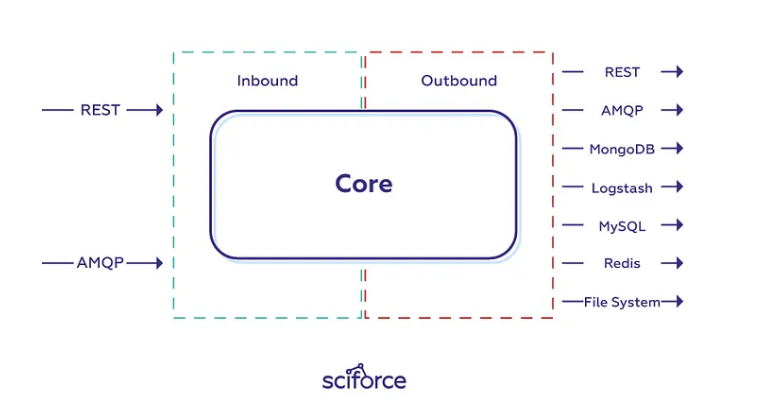 Inbound
Outbound
REST
AMQP
Core
REST
AMQP
MongoDB
Logstash
MySQL
Redis
File System
sciforce